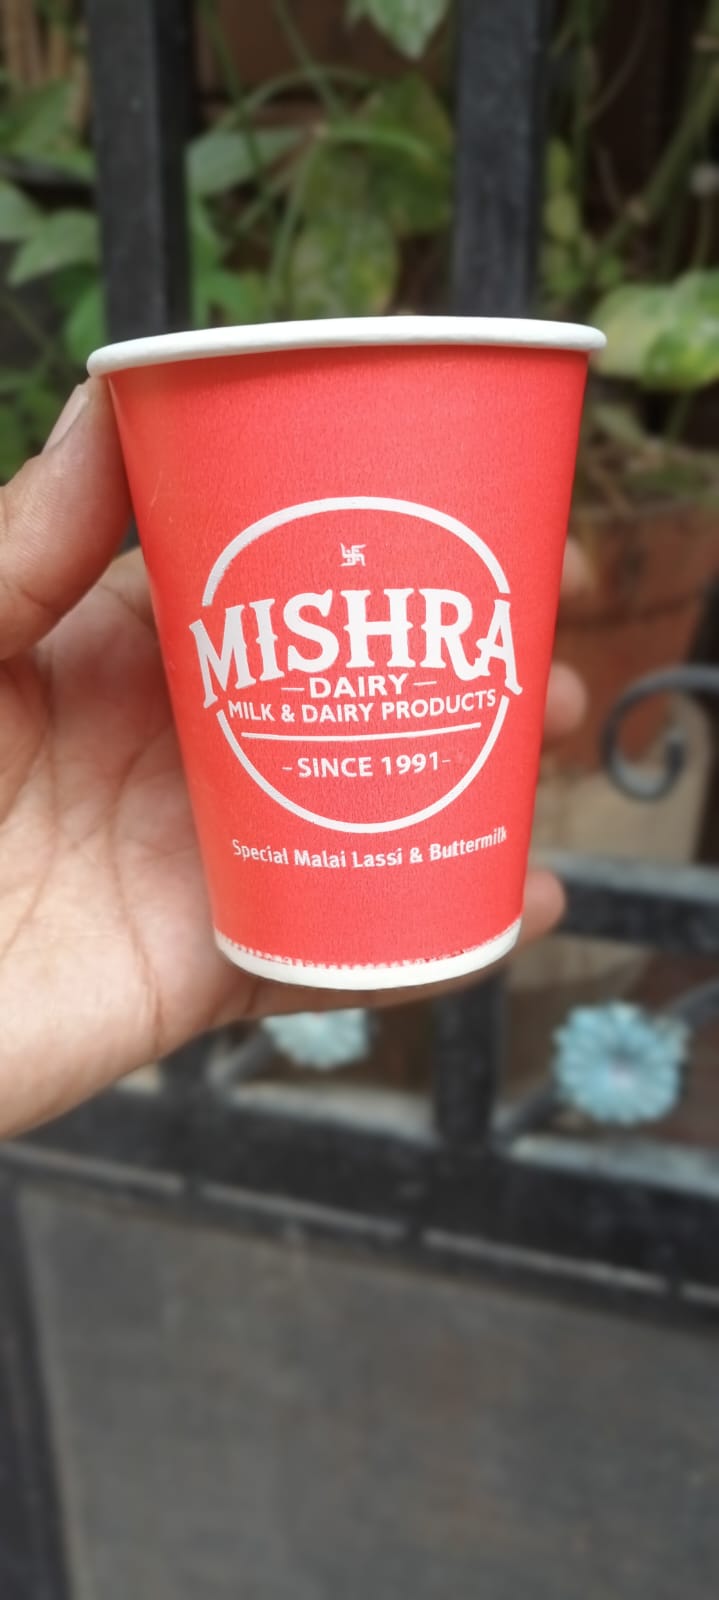 MISHRA
-DAIRY-
MILK & DAIRY PRODUCTS
-SINCE 1991-
Special Malai Lassi & Buttermilk